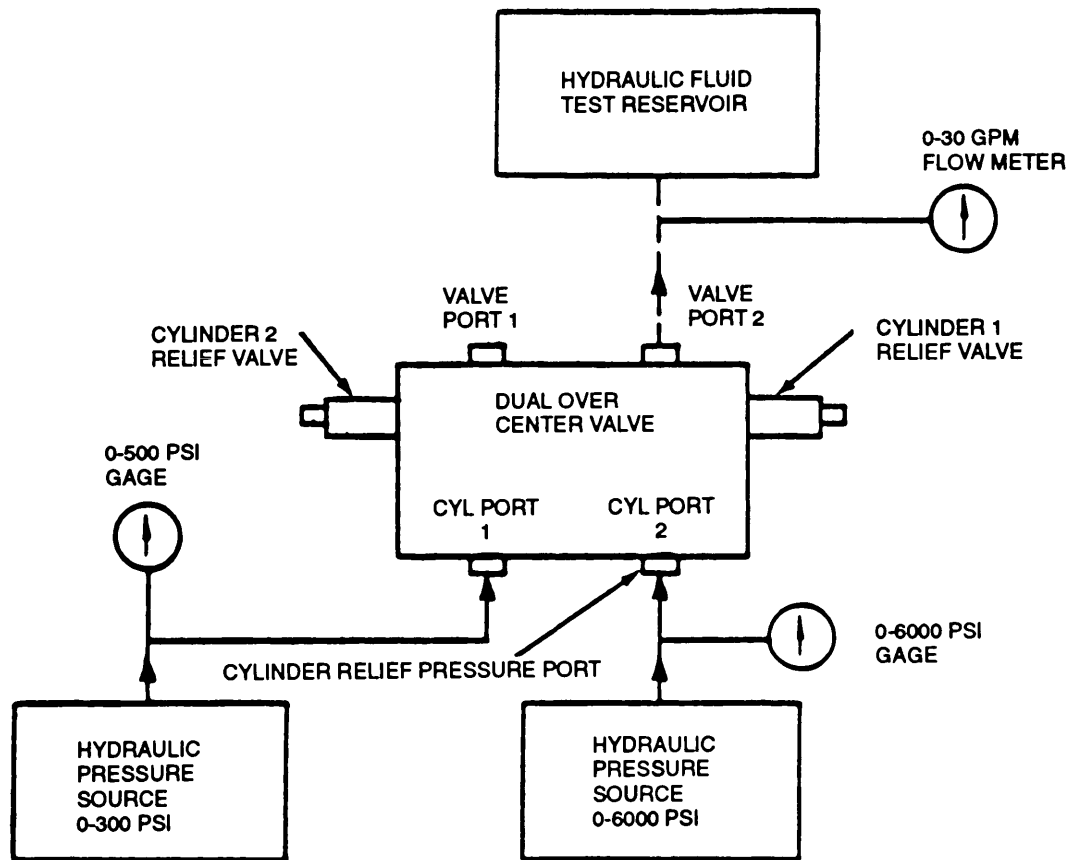 HYDRAULIC FLUID
TEST RESERVOIR
0-30 GPM
FLOW METER
VALVE
PORT 1
VALVE
PORT 2
CYLINDER 2
RELIEF VALVE
CYLINDER 1
RELIEF VALVE
DUAL OVER
CENTER VALVE
0-500 PSI
GAGE
CYL PORT
1
CYL PORT
2
0-6000 PSI
GAGE
CYLINDER RELIEF PRESSURE PORT
HYDRAULIC
PRESSURE
SOURCE
0-300 PSI
HYDRAULIC
PRESSURE
SOURCE
0-6000 PSI